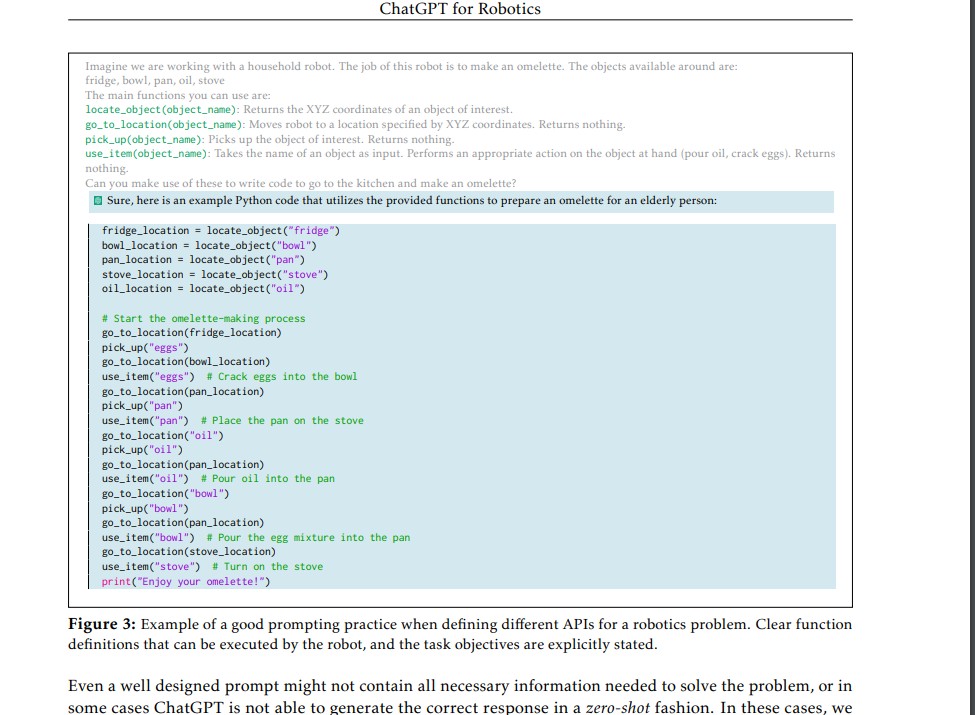 ChatGPT for Robotics
Imagine we are working with a household robot. The job of this robot is to make an omelette. The objects available around are:
fridge, bowl, pan, oil, stove
The main functions you can use are:
locate_object(object_name): Returns the XYZ coordinates of an object of interest.
go_to_location(object_name): Moves robot to a location specified by XYZ coordinates. Returns nothing.
pick_up(object_name): Picks up the object of interest. Returns nothing.
use_item(object_name): Takes the name of an object as input. Performs an appropriate action on the object at hand (pour oil, crack eggs). Returns
nothing.
Can you make use of these to write code to go to the kitchen and make an omelette?
Sure, here is an example Python code that utilizes the provided functions to prepare an omelette for an elderly person:
fridge_location = locate_object("fridge")
bowl_location = locate_object("bowl")
pan_location = locate_object("pan")
stove_location = locate_object("stove")
oil_location = locate_object("oil")
# Start the omelette-making process
go_to_location(fridge_location)
pick_up("eggs")
go_to_location(bowl_location)
use_item("eggs")  # Crack eggs into the bowl
go_to_location(pan_location)
pick_up("pan")
use_item("pan")  # Place the pan on the stove
go_to_location("oil")
pick_up("oil")
go_to_location(pan_location)
use_item("oil")  # Pour oil into the pan
go_to_location("bowl")
pick_up("bowl")
go_to_location(pan_location)
use_item("bowl")  # Pour the egg mixture into the pan
go_to_location(stove_location)
use_item("stove")  # Turn on the stove
print("Enjoy your omelette!")
Figure 3: Example of a good prompting practice when defining different APIs for a robotics problem. Clear function
definitions that can be executed by the robot, and the task objectives are explicitly stated.
Even a well designed prompt might not contain all necessary information needed to solve the problem, or in
some cases ChatGPT is not able to generate the correct response in a zero-shot fashion. In these cases, we